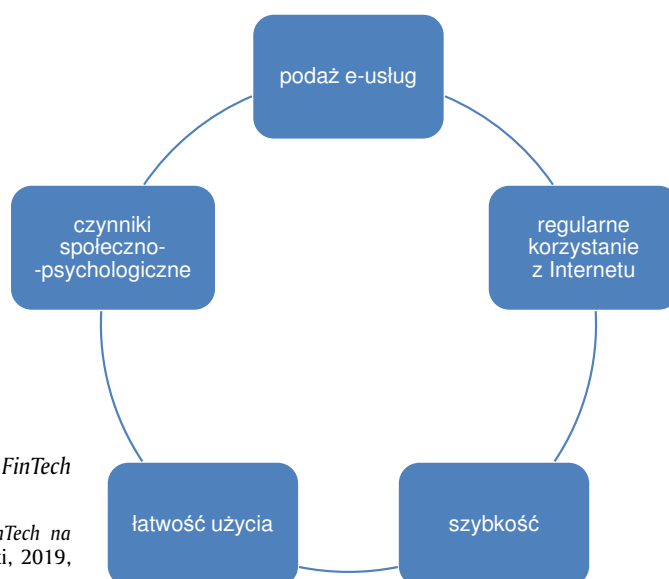 podaż e-usług
czynniki
społeczno-
-psychologiczne
regularne
korzystanie
z Internetu
FinTech
łatwość użycia
szybkość
Tech na
2019,